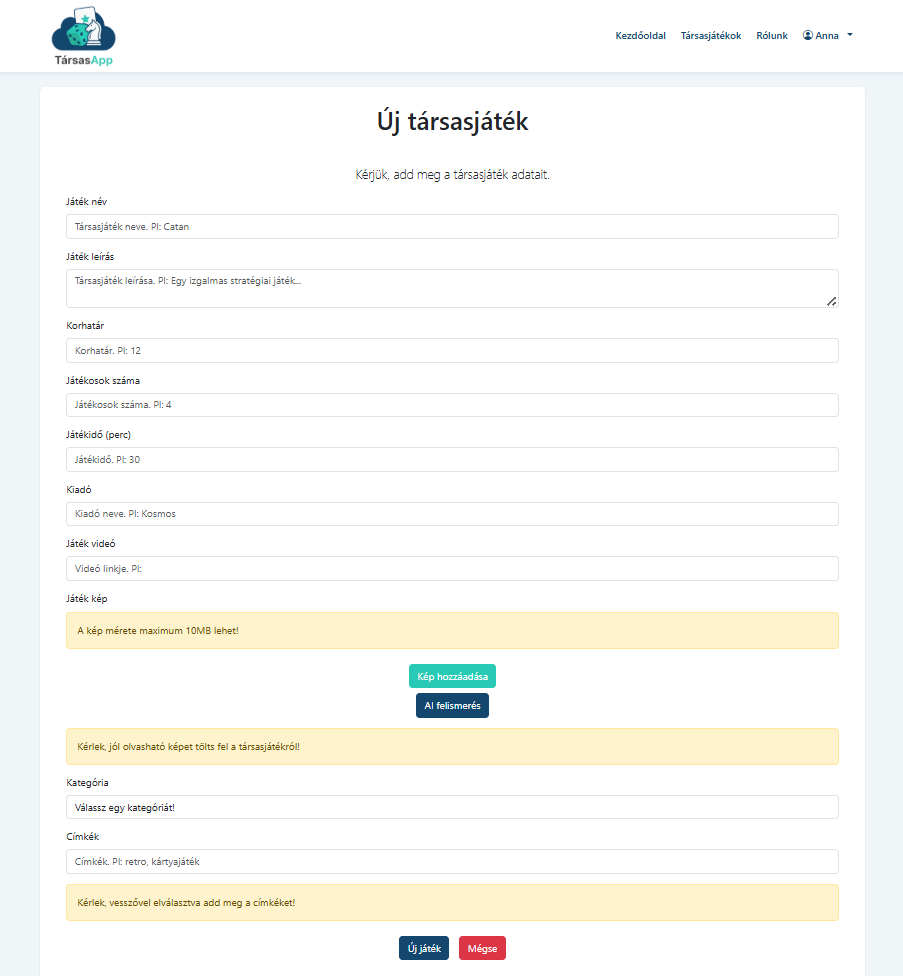 TársasApp
Kezdőoldal Társasjátékok Rólunk Anna
Új társasjáték
Kérjük, add meg a társasjáték adatait.
Játék név
Társasjáték neve. Pl: Catan
Játék leírás
Társasjáték leírása. Pl: Egy izgalmas stratégiai játék...
Korhatár
Korhatár. Pl: 12
Játékosok száma
Játékosok száma. Pl: 4
Játékidő (perc)
Játékidő. Pl: 30
Kiadó
Kiadó neve. Pl: Kosmos
Játék videó
Videó linkje. Pl:
Játék kép
A kép mérete maximum 10MB lehet!
Kép hozzáadása
AI felismerés
Kérlek, jól olvasható képet tölts fel a társasjátékról!
Kategória
Válassz egy kategóriát!
Címkék
Címkék. Pl: retro, kártyajáték
Kérlek, vesszővel elválasztva add meg a címkéket!
Új játék Mégse